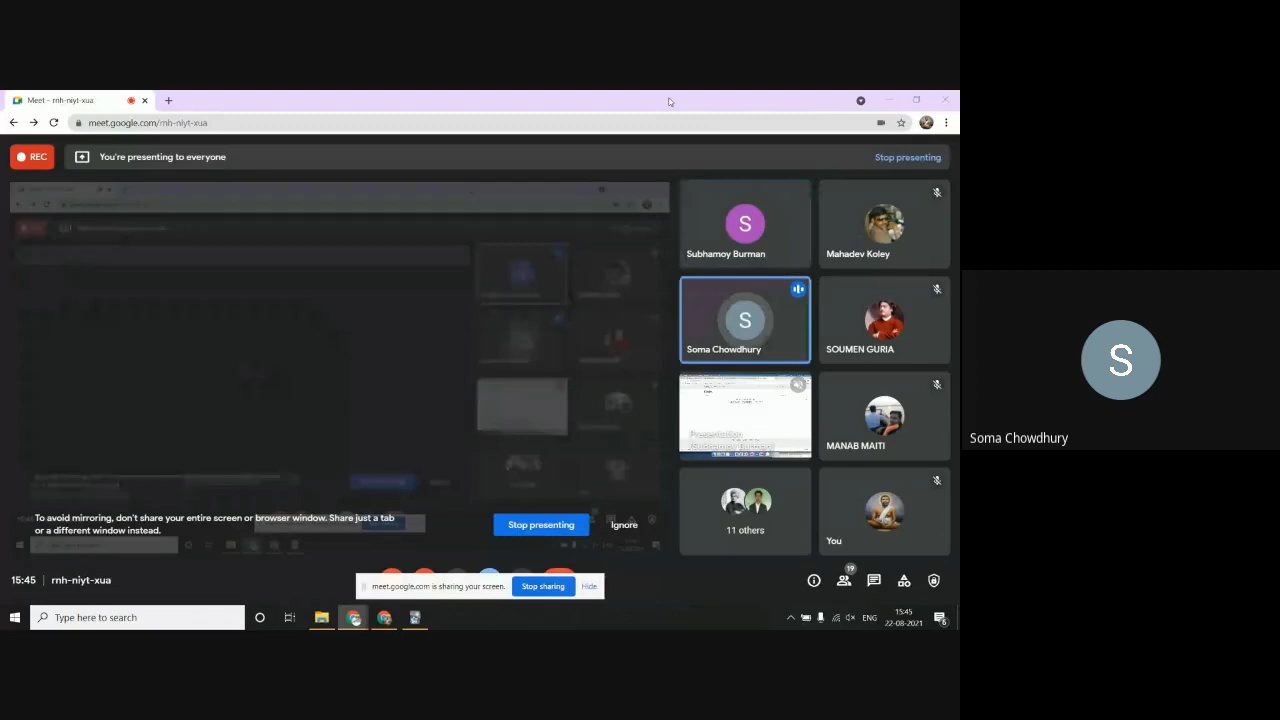 Meet - rnh-niyt-xua
meet.google.com/rnh-niyt-xua
REC
You're presenting to everyone
Stop presenting
S
Subhamoy Burman
Mahadev Koley
S
Soma Chowdhury
SOUMEN GURIA
Presentation
MANAB MAITI
11 others
You
To avoid mirroring, don't share your entire screen or browser window. Share just a tab
or a different window instead.
Stop presenting
Ignore
15:45 | rnh-niyt-xua
meet.google.com is sharing your screen.
Stop sharing
Hide
19
Type here to search
ENG
15:45
22-08-2021
6
S
Soma Chowdhury